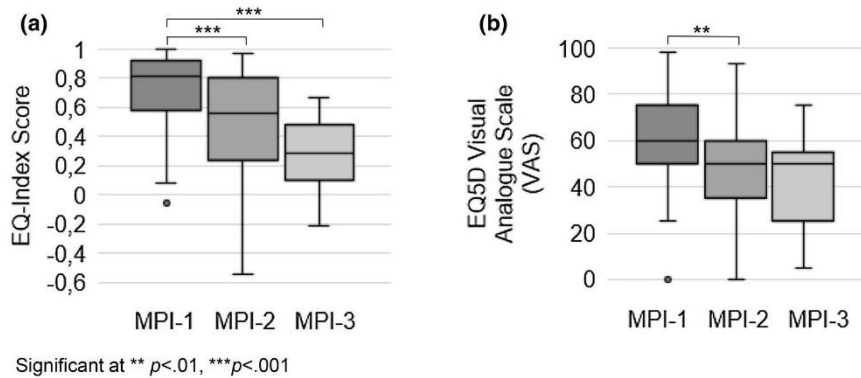 (a)
***
***
EQ-Index Score
1
0,8
0,6
0,4
0,2
0
-0,2
-0,4
-0,6
MPI-1 MPI-2 MPI-3
(b)
**
EQ5D Visual
Analogue Scale
(VAS)
100
80
60
40
20
0
MPI-1 MPI-2 MPI-3
Significant at ** p<.01, ***p<.001